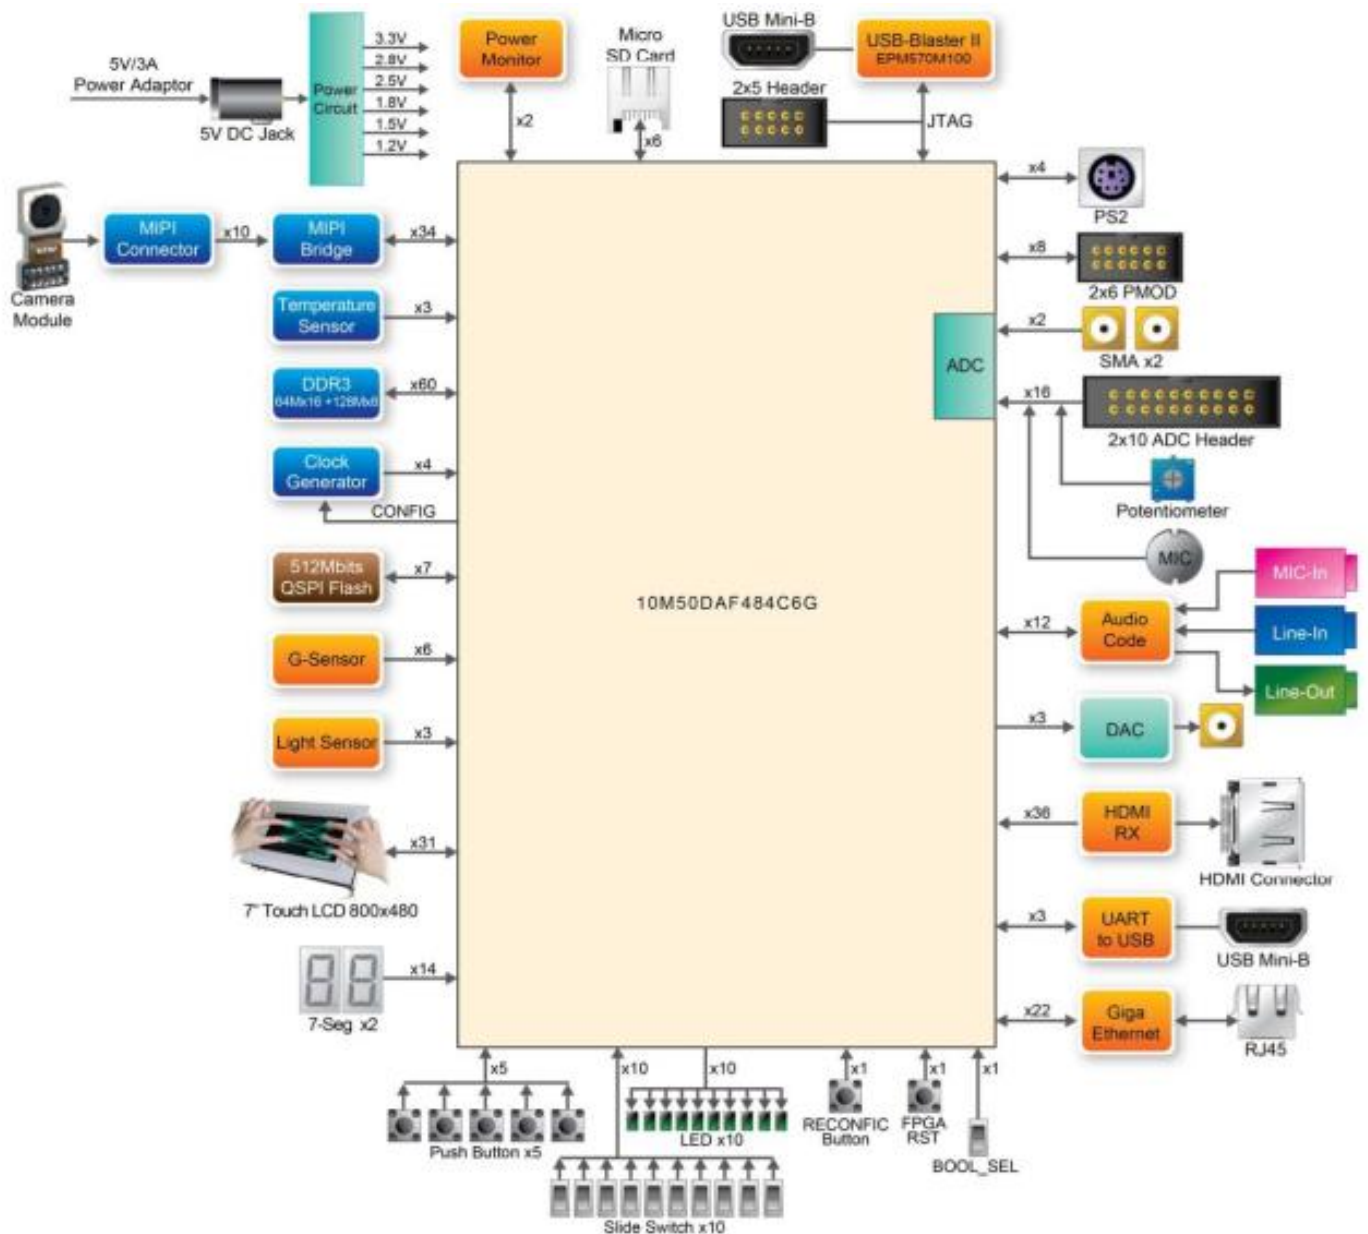 USB Mini-B
USB-Blaster II
EPM570M100
Power
Monitor
Micro
SD Card
3.3V
2.8V
2.5V
1.8V
1.5V
1.2V
5V/3A
Power Adaptor
Power
Circuit
5V DC Jack
2x5 Header
JTAG
x2
x6
x4
PS2
MIPI
Connector
x10
MIPI
Bridge
x34
Camera
Module
x8
2x6 PMOD
Temperature
Sensor
x3
x2
SMA x2
ADC
DDR3
64Mx16 +128Mx8
x60
x16
2x10 ADC Header
Clock
Generator
x4
CONFIG
Potentiometer
MIC
512Mbits
QSPI Flash
x7
10M50DAF484C6G
MIC-In
Line-In
Line-Out
x12
Audio
Code
G-Sensor
x6
Light Sensor
x3
x3
DAC
x36
HDMI
RX
HDMI Connector
x31
7" Touch LCD 800x480
x3
UART
to USB
USB Mini-B
x14
7-Seg x2
x22
Giga
Ethernet
RJ45
x5
x10
x10
x1
x1
x1
Push Button x5
LED x10
RECONFIC
Button
FPGA
RST
BOOL_SEL
Slide Switch x10